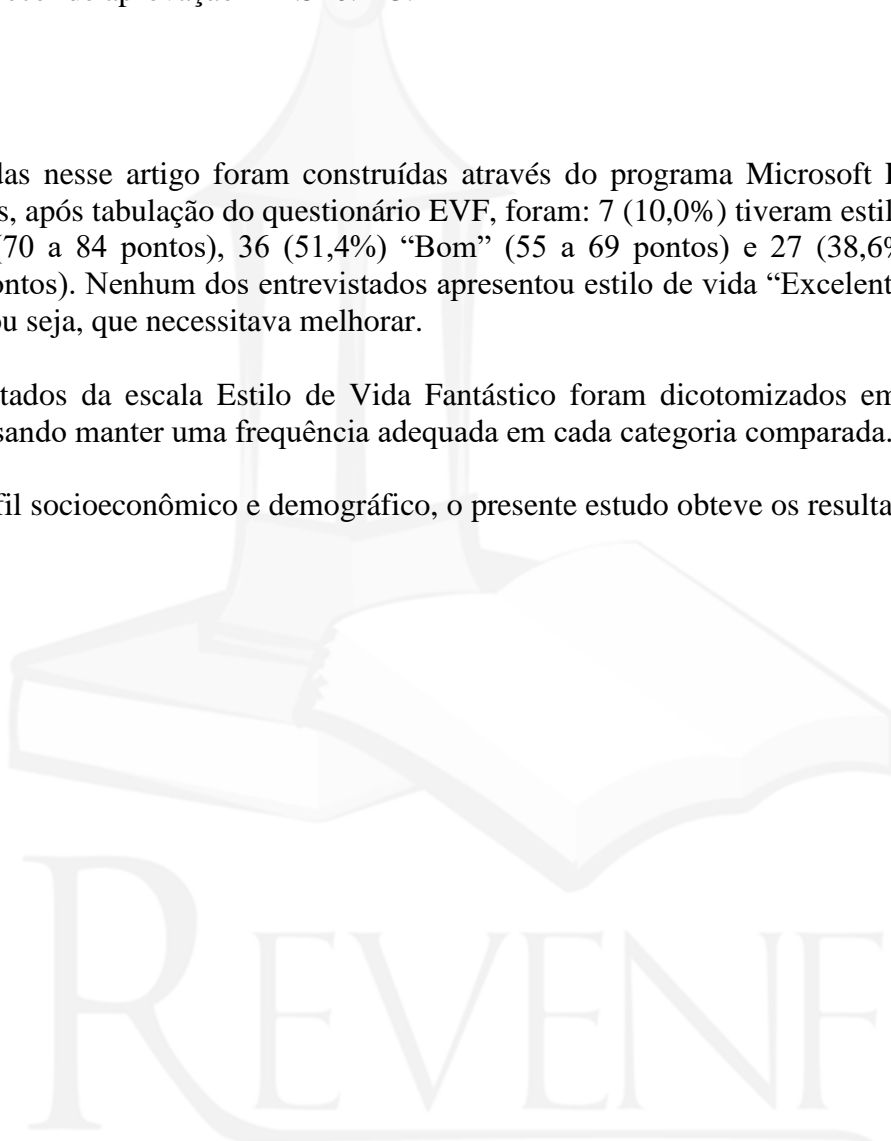 das nesse artigo foram construídas através do programa Microsoft
s, após tabulação do questionário EVF, foram: 7 (10,0%) tiveram
(70 a 84 pontos), 36 (51,4%) “Bom” (55 a 69 pontos) e 27 (38,6%
ontos). Nenhum dos entrevistados apresentou estilo de vida “Excelent
ou seja, que necessitava melhorar.
tados da escala Estilo de Vida Fantástico foram dicotomizados em
sando manter uma frequência adequada em cada categoria comparada.
fil socioeconômico e demográfico, o presente estudo obteve os resulta
REVENF